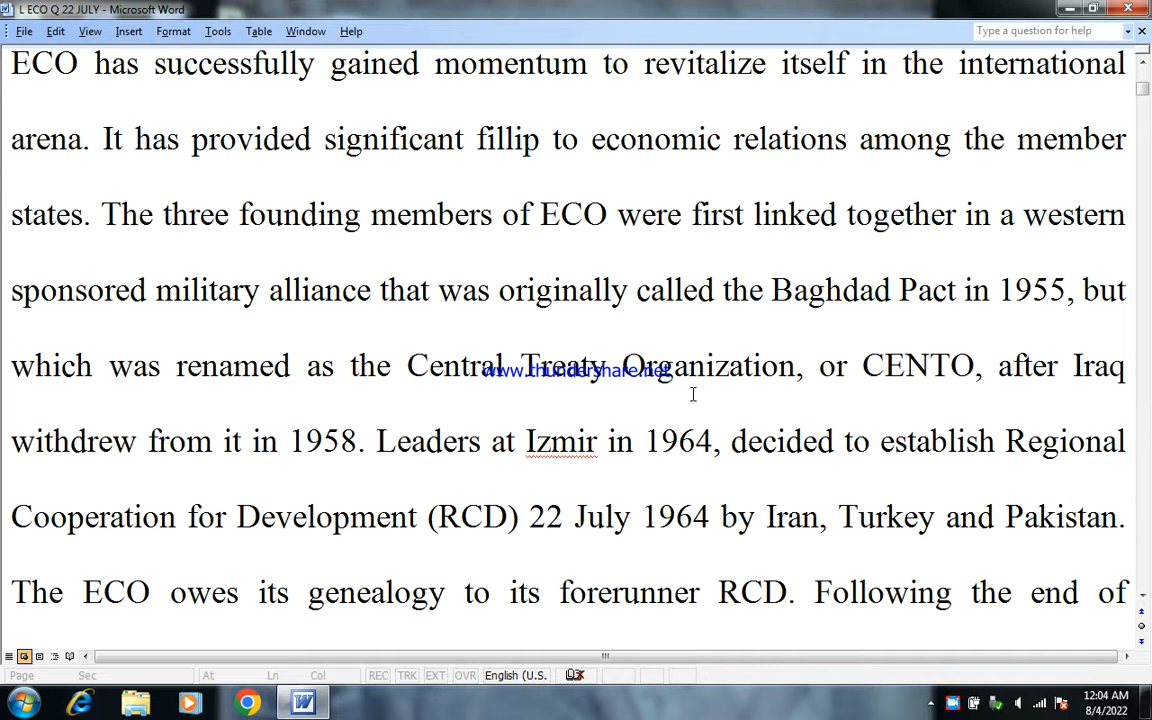 L ECO Q 22 JULY - Microsoft Word
File Edit View Insert Format Tools Table Window Help
Type a question for help
ECO has successfully gained momentum to revitalize itself in the international
arena. It has provided significant fillip to economic relations among the member
states. The three founding members of ECO were first linked together in a western
sponsored military alliance that was originally called the Baghdad Pact in 1955, but
which was renamed as the Central Treaty Organization, or CENTO, after Iraq
www.thundershare.net
withdrew from it in 1958. Leaders at Izmir in 1964, decided to establish Regional
Cooperation for Development (RCD) 22 July 1964 by Iran, Turkey and Pakistan.
The ECO owes its genealogy to its forerunner RCD. Following the end of
Page Sec At Ln Col REC TRK EXT OVR English (U.S.
12:04 AM
8/4/2022